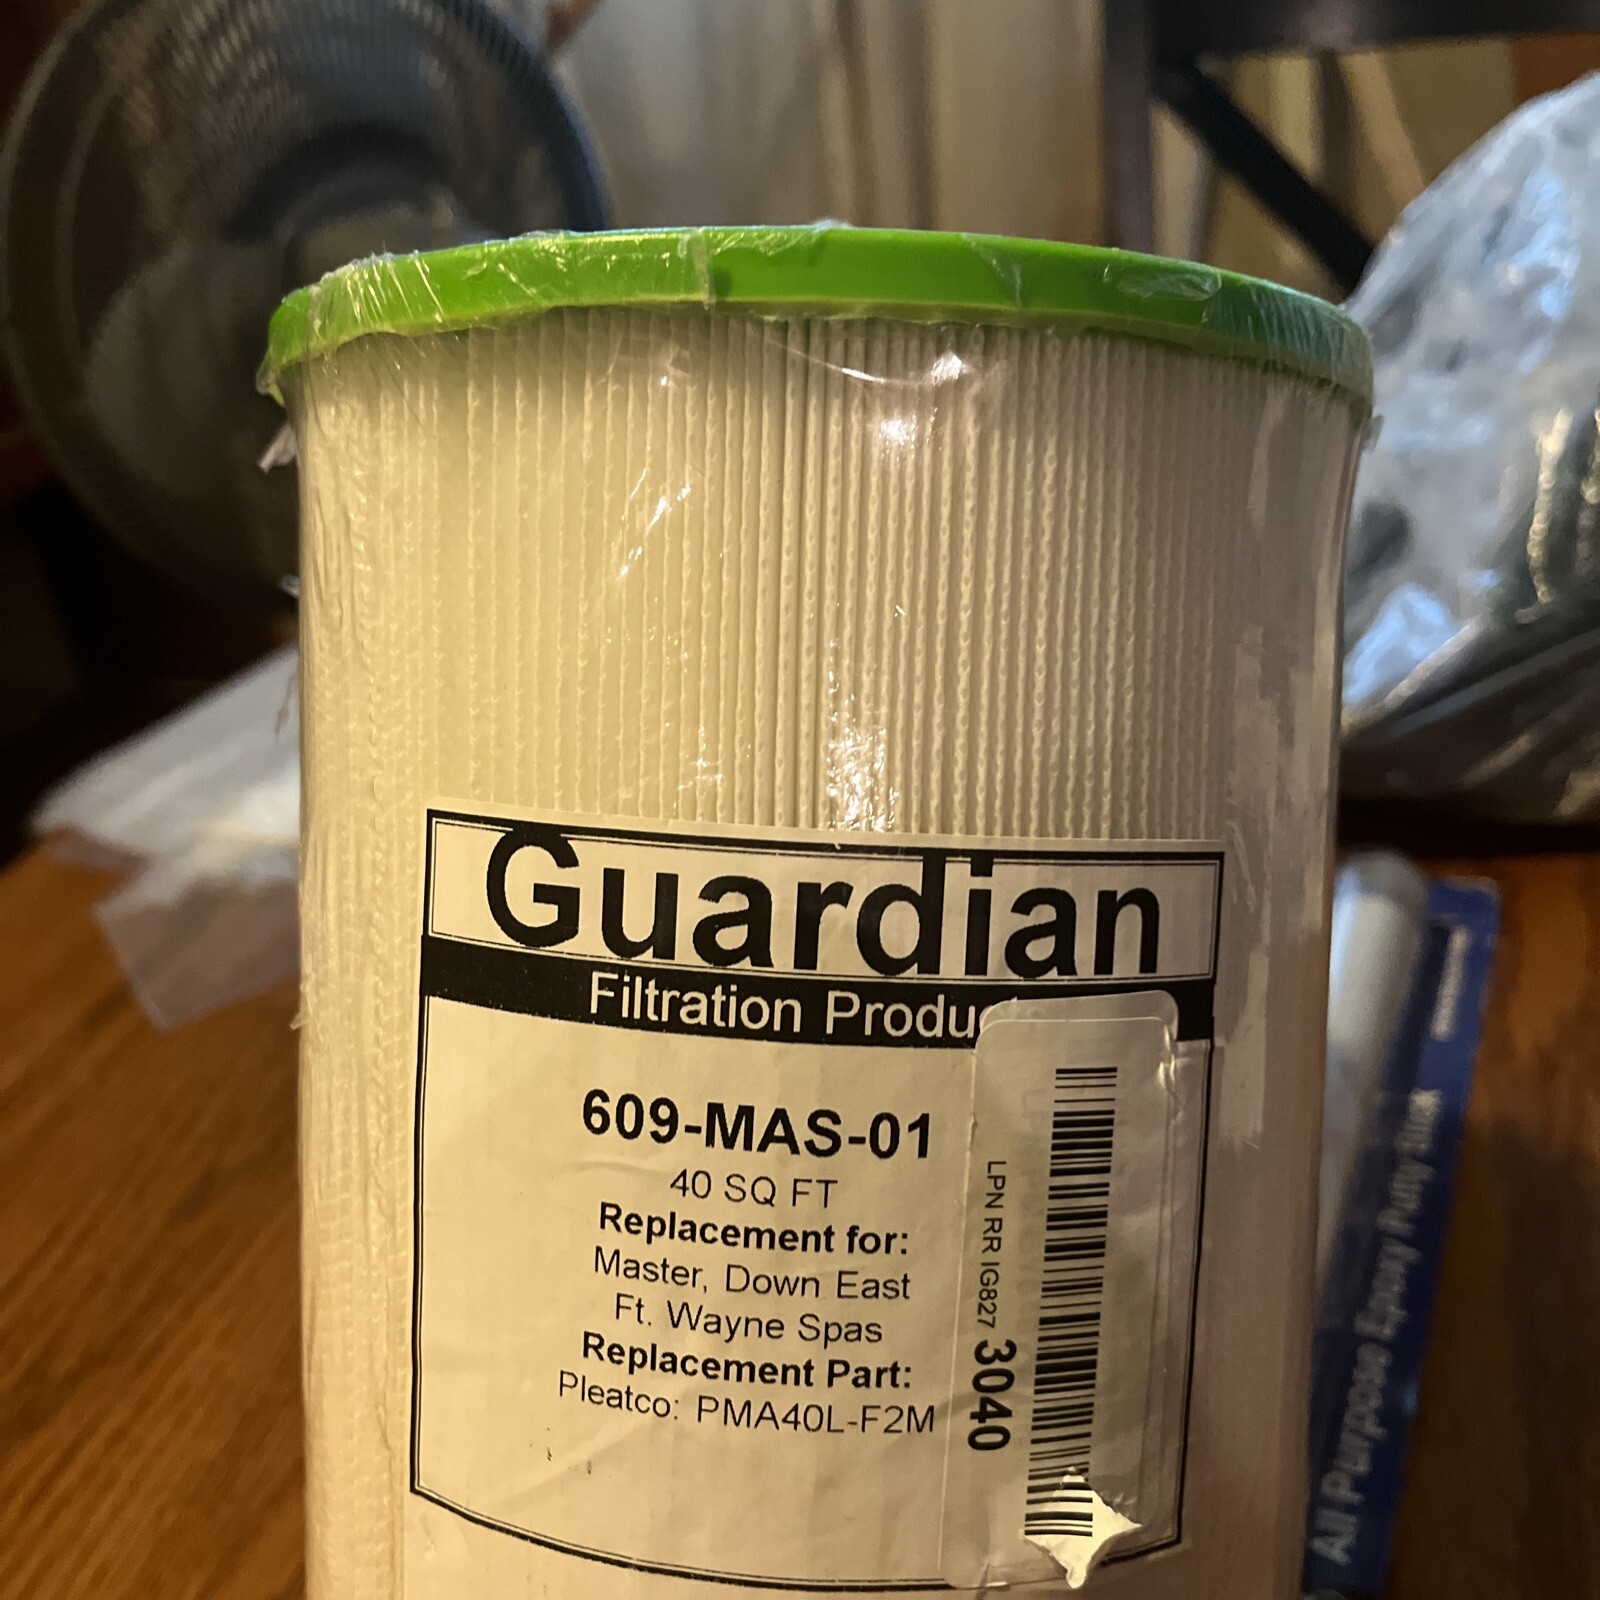 Guardian
Filtration Produc
609-MAS-01
40 SQ FT
Replacement for:
Master, Down East
Ft. Wayne Spas
Replacement Part:
Pleatco: PMA40L-F2M
LPN RR IG827 3040
All Purpose Epoxy Putty Stick